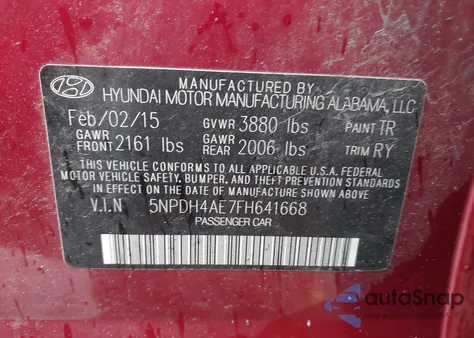 MANUFACTURED BY
HYUNDAI MOTOR MANUFACTURING ALABAMA, LLC
Feb/02/15 GVWR 3880 lbs PAINT TR
GAWR FRONT 2161 lbs GAWR REAR 2006 lbs TRIM RY
THIS VEHICLE CONFORMS TO ALL APPLICABLE U.S.A FEDERAL
MOTOR VEHICLE SAFETY, BUMPER, AND THEFT PREVENTION STANDARDS
IN EFFECT ON THE DATE OF MANUFACTURE SHOWN ABOVE.
V.I.N 5NPDH4AE7FH641668
PASSENGER CAR
autoSnap